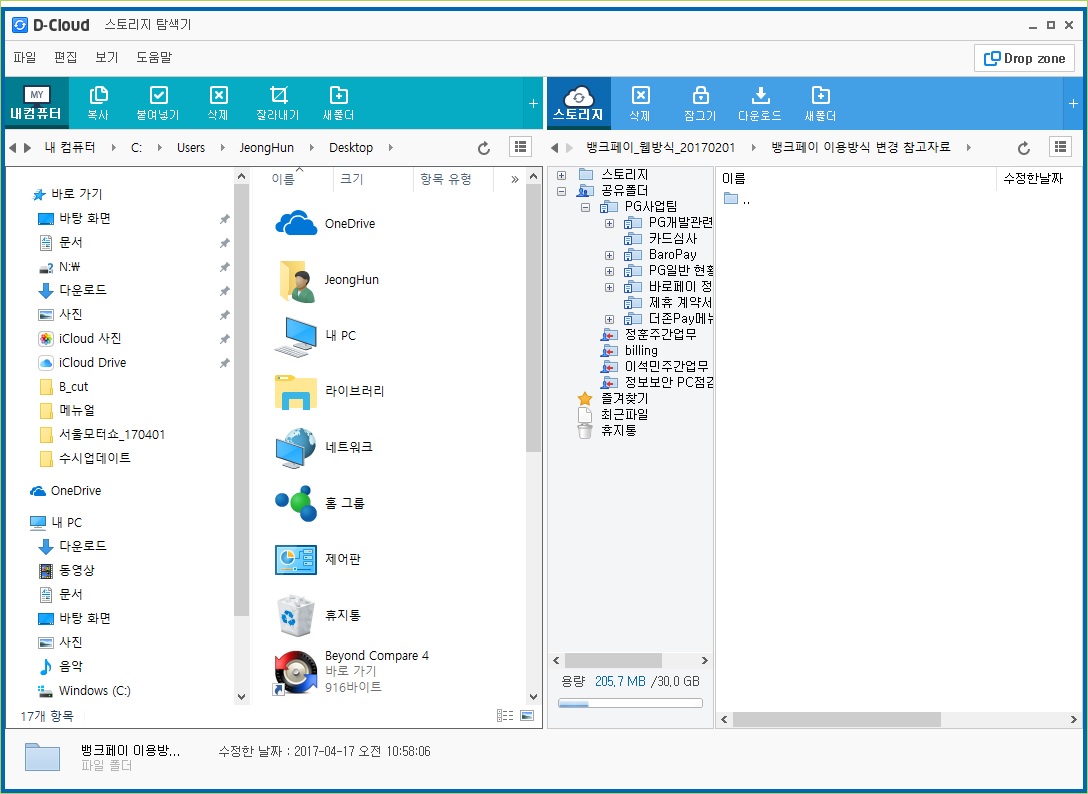 D-Cloud 스토리지 탐색기
파일 편집 보기 도움말
Drop zone
MY
내컴퓨터 복사 붙여넣기 삭제 잘라내기 새폴더 +
스토리지 삭제 잠그기 다운로드 새폴더 +
내 컴퓨터 C: Users JeongHun Desktop
뱅크페이_웹방식_20170201 뱅크페이 이용방식 변경 참고자료
바로 가기
바탕 화면
문서
N:₩
다운로드
사진
iCloud 사진
iCloud Drive
B_cut
메뉴얼
서울모터쇼_170401
수시업데이트
OneDrive
내 PC
다운로드
동영상
문서
바탕 화면
사진
음악
Windows (C:)
17개 항목
이름 크기 항목 유형 »
OneDrive
JeongHun
내 PC
라이브러리
네트워크
홈 그룹
제어판
휴지통
Beyond Compare 4
바로 가기
916바이트
스토리지
공유폴더
PG사업팀
PG개발관련
카드심사
BaroPay
PG일반 현황
바로페이 정
제휴 계약서
더존Pay메뉴
정훈주간업무
billing
이석민주간업무
정보보안 PC점검
즐겨찾기
최근파일
휴지통
용량 205,7 MB /30,0 GB
이름 수정한날짜
..
뱅크페이 이용방... 수정한 날짜 : 2017-04-17 오전 10:58:06
파일 폴더